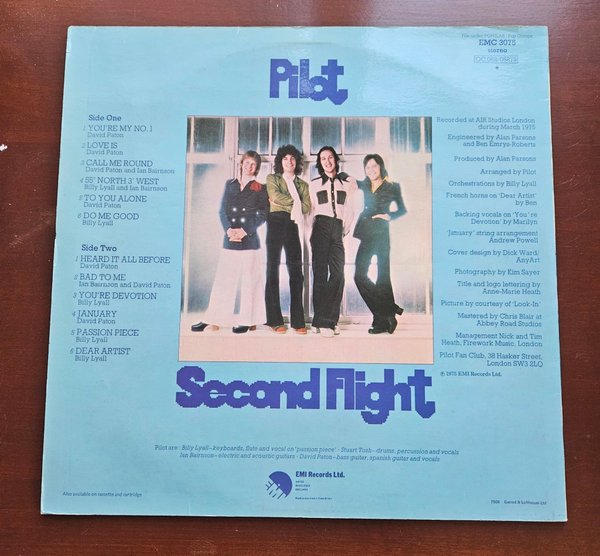 File under POPULAR : Pop Groups
EMC 3075
stereo
Pilot
Side One
1 YOU'RE MY NO. 1
David Paton
2 LOVE IS
David Paton
3 CALL ME ROUND
David Paton and Ian Bairnson
4 55° NORTH 3° WEST
Billy Lyall and Ian Bairnson
5 TO YOU ALONE
David Paton
6 DO ME GOOD
Billy Lyall
Side Two
1 HEARD IT ALL BEFORE
David Paton
2 BAD TO ME
Ian Bairnson and David Paton
3 YOU'RE DEVOTION
Billy Lyall
4 JANUARY
David Paton
5 PASSION PIECE
Billy Lyall
6 DEAR ARTIST
Billy Lyall
Recorded at AIR Studios London
during March 1975
Engineered by Alan Parsons
and Ben Emrys-Roberts
Produced by Alan Parsons
Arranged by Pilot
Orchestrations by Billy Lyall
French horns on 'Dear Artist'
by Ben
Backing vocals on 'You're
Devotion' by Marilyn
'January' string arrangement
Andrew Powell
Cover design by Dick Ward/
AnyArt
Photography by Kim Sayer
Title and logo lettering by
Anne-Marie Heath
Picture by courtesy of 'Look-In'
Mastered by Chris Blair at
Abbey Road Studios
Management Nick and Tim
Heath, Firework Music, London
Pilot Fan Club, 38 Hasker Street,
London SW3 2LQ
℗ 1975 EMI Records Ltd.
Second Flight
Pilot are : Billy Lyall–keyboards, flute and vocal on 'passion piece' · Stuart Tosh–drums, percussion and vocals
Ian Bairnson–electric and acoustic guitars · David Paton–bass guitar, spanish guitar and vocals
EMI
EMI Records Ltd.
Also available on cassette and cartridge
7505 · Garrod & Lofthouse Ltd